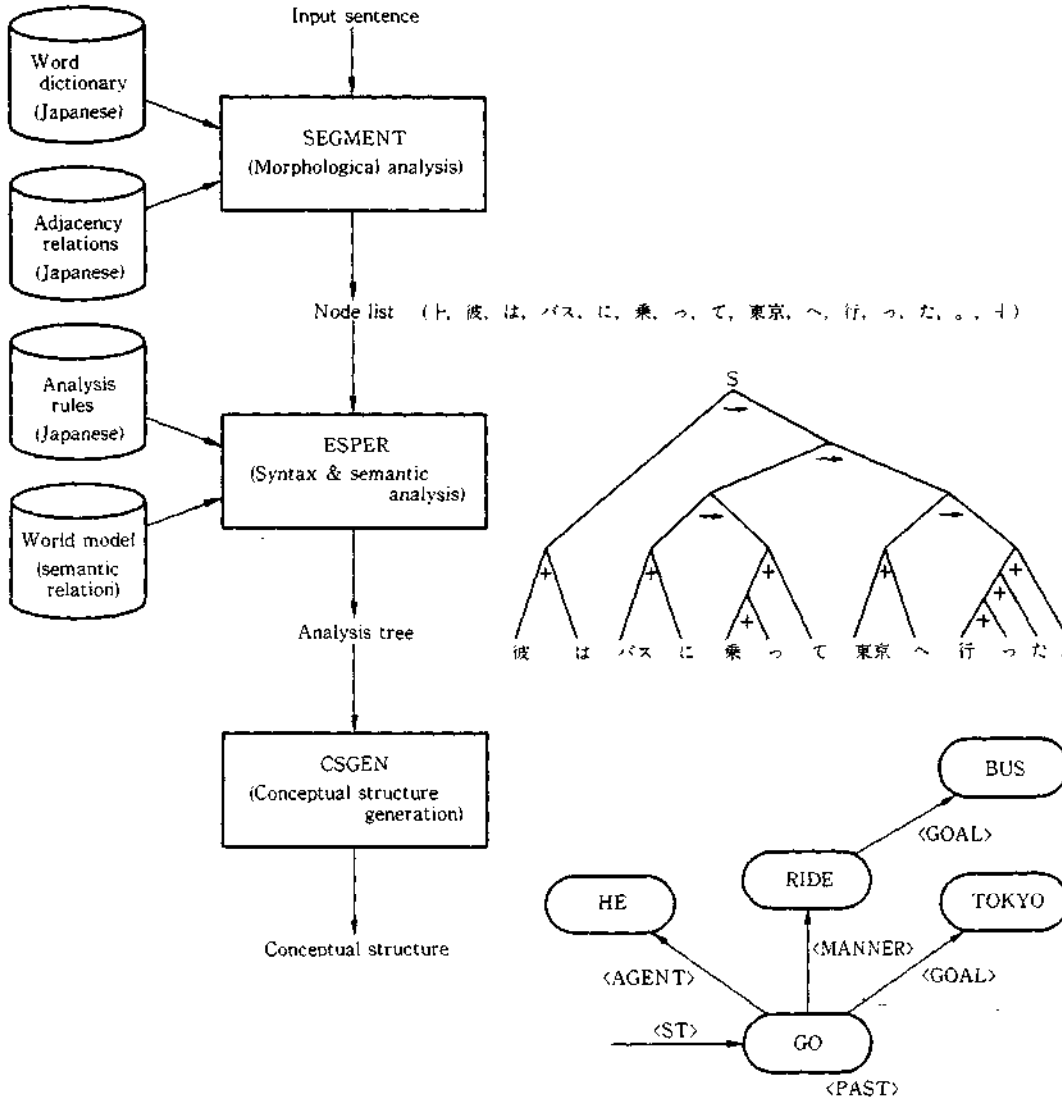 Input sentence
Word
dictionary
(Japanese)
SEGMENT
(Morphological analysis)
Adjacency
relations
(Japanese)
Node list (├, 彼, は, バス, に, 乗, っ, て, 東京, へ, 行, っ, た, 。, ┤)
Analysis
rules
(Japanese)
ESPER
(Syntax & semantic
analysis)
World model
(semantic
relation)
Analysis tree
S
+ + + + +
+ + +
彼 は バス に 乗 っ て 東京 へ 行 っ た .
CSGEN
(Conceptual structure
generation)
Conceptual structure
BUS
<GOAL>
RIDE
HE
TOKYO
<MANNER>
<AGENT>
<GOAL>
<ST>
GO
<PAST>